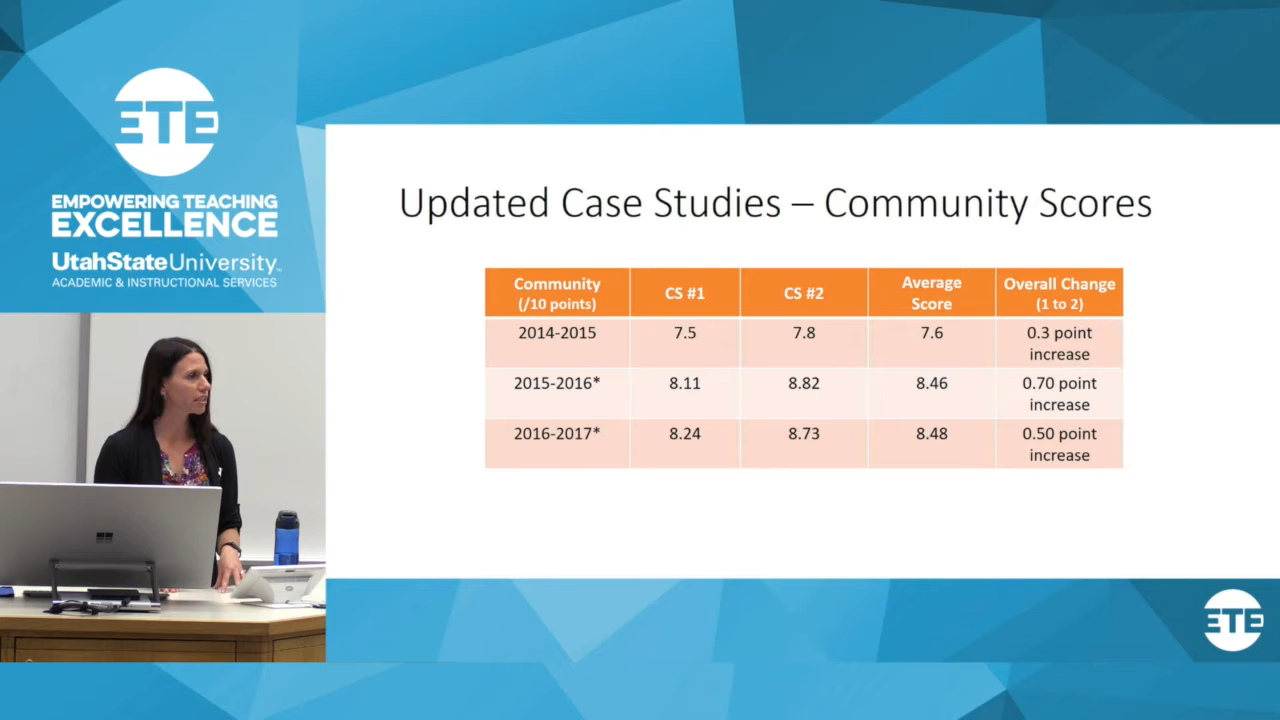 ETE
EMPOWERING TEACHING
EXCELLENCE
UtahStateUniversity™
ACADEMIC & INSTRUCTIONAL SERVICES
Updated Case Studies – Community Scores
Community (/10 points) CS #1 CS #2 Average Score Overall Change (1 to 2)
2014-2015 7.5 7.8 7.6 0.3 point increase
2015-2016* 8.11 8.82 8.46 0.70 point increase
2016-2017* 8.24 8.73 8.48 0.50 point increase
ETE